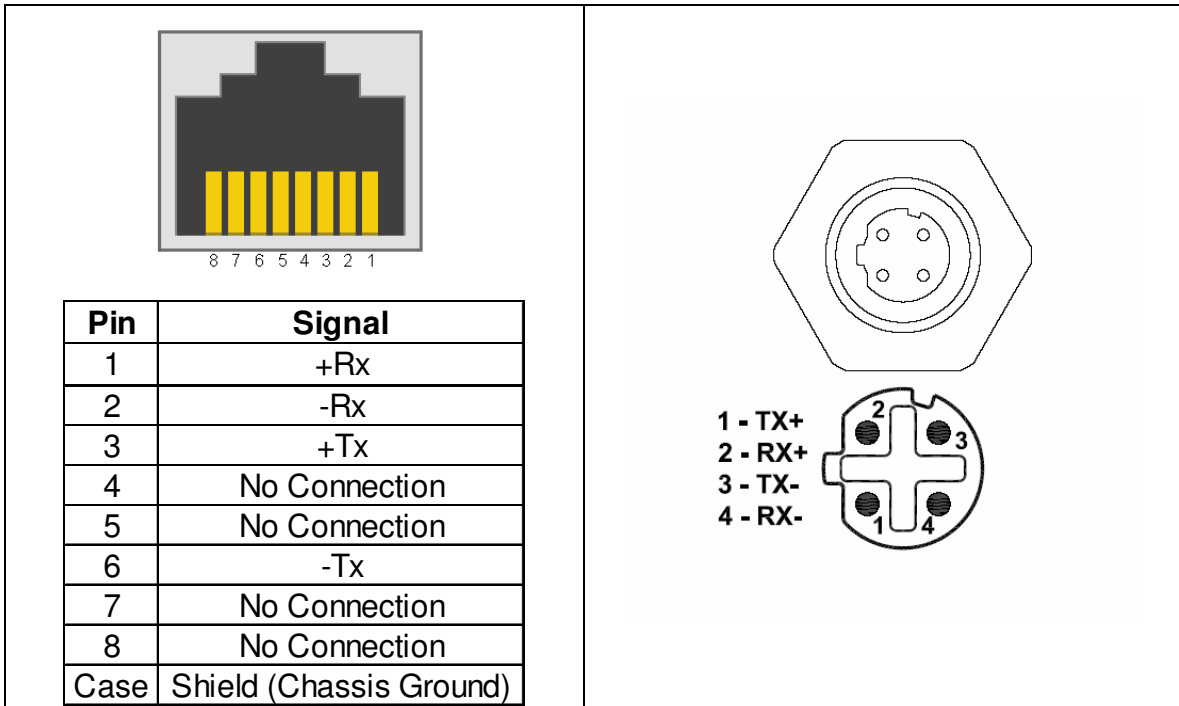 8 7 6 5 4 3 2 1
Pin Signal
1 +Rx
2 -Rx
3 +Tx
4 No Connection
5 No Connection
6 -Tx
7 No Connection
8 No Connection
Case Shield (Chassis Ground)
1 - TX+
2 - RX+
3 - TX-
4 - RX-
2
3
1
4